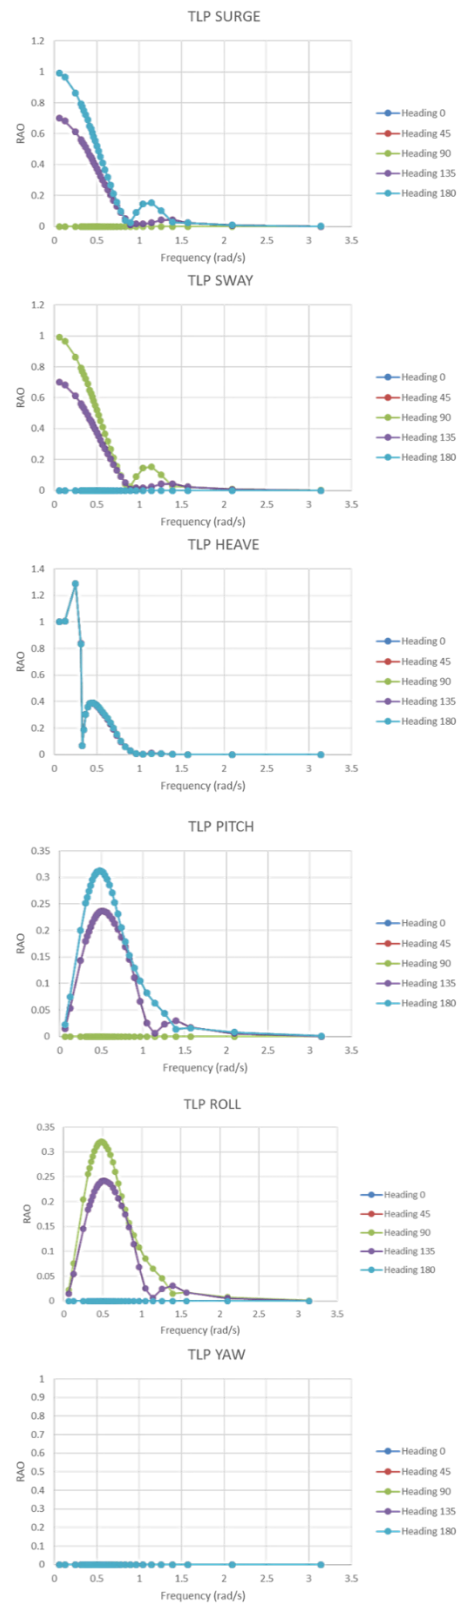 TLP SURGE
1.2
1
0.8
0.6
0.4
0.2
0
RAO
0 0.5 1 1.5 2 2.5 3 3.5
Frequency (rad/s)
Heading 0
Heading 45
Heading 90
Heading 135
Heading 180
TLP SWAY
1.2
1
0.8
0.6
0.4
0.2
0
RAO
0 0.5 1 1.5 2 2.5 3 3.5
Frequency (rad/s)
Heading 0
Heading 45
Heading 90
Heading 135
Heading 180
TLP HEAVE
1.4
1.2
1
0.8
0.6
0.4
0.2
0
RAO
0 0.5 1 1.5 2 2.5 3 3.5
Frequency (rad/s)
Heading 0
Heading 45
Heading 90
Heading 135
Heading 180
TLP PITCH
0.35
0.3
0.25
0.2
0.15
0.1
0.05
0
RAO
0 0.5 1 1.5 2 2.5 3 3.5
Frequency (rad/s)
Heading 0
Heading 45
Heading 90
Heading 135
Heading 180
TLP ROLL
0.35
0.3
0.25
0.2
0.15
0.1
0.05
0
RAO
0 0.5 1 1.5 2 2.5 3 3.5
Frequency (rad/s)
Heading 0
Heading 45
Heading 90
Heading 135
Heading 180
TLP YAW
1
0.9
0.8
0.7
0.6
0.5
0.4
0.3
0.2
0.1
0
RAO
0 0.5 1 1.5 2 2.5 3 3.5
Frequency (rad/s)
Heading 0
Heading 45
Heading 90
Heading 135
Heading 180